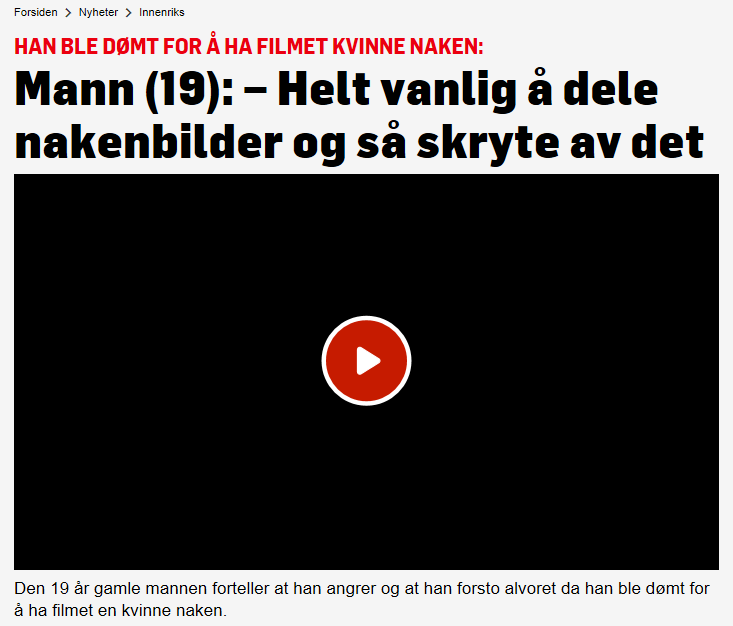 Forsiden > Nyheter > Innenriks
HAN BLE DØMT FOR Å HA FILMET KVINNE NAKEN:
Mann (19): – Helt vanlig å dele
nakenbilder og så skryte av det
Den 19 år gamle mannen forteller at han angrer og at han forsto alvoret da han ble dømt for
å ha filmet en kvinne naken.